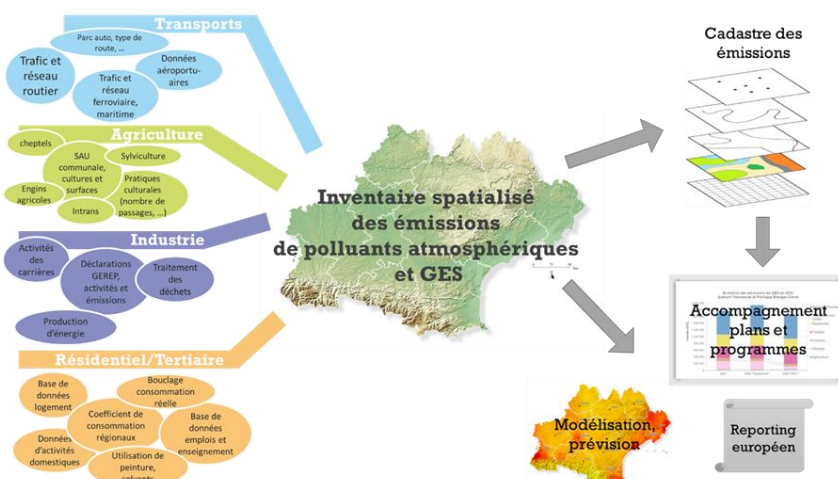 Transports
Parc auto, type de
route, ...
Trafic et
réseau
routier
Données
aéroportu-
aires
Trafic et
réseau
ferroviaire,
maritime
Agriculture
cheptels
SAU
communale,
cultures et
surfaces
Sylviculture
Engins
agricoles
Pratiques
culturales
(nombre de
passages, ...)
Intrans
Industrie
Activités
des
carrières
Déclarations
GEREP,
activités et
émissions
Traitement
des
déchets
Production
d'énergie
Résidentiel/Tertiaire
Base de
données
logement
Bouclage
consommation
réelle
Coefficient de
consommation
régionaux
Base de
données
emplois et
enseignement
Données
d'activités
domestiques
Utilisation de
peinture,
solvants
Inventaire spatialisé
des émissions
de polluants atmosphériques
et GES
Cadastre des
émissions
Accompagnement
plans et
programmes
Modélisation,
prévision
Reporting
européen